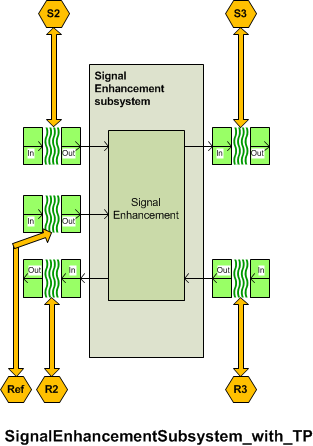 S2
S3
Signal
Enhancement
subsystem
In
Out
In
Out
Signal
Enhancement
In
Out
Out
In
Out
In
Ref
R2
R3
SignalEnhancementSubsystem_with_TP